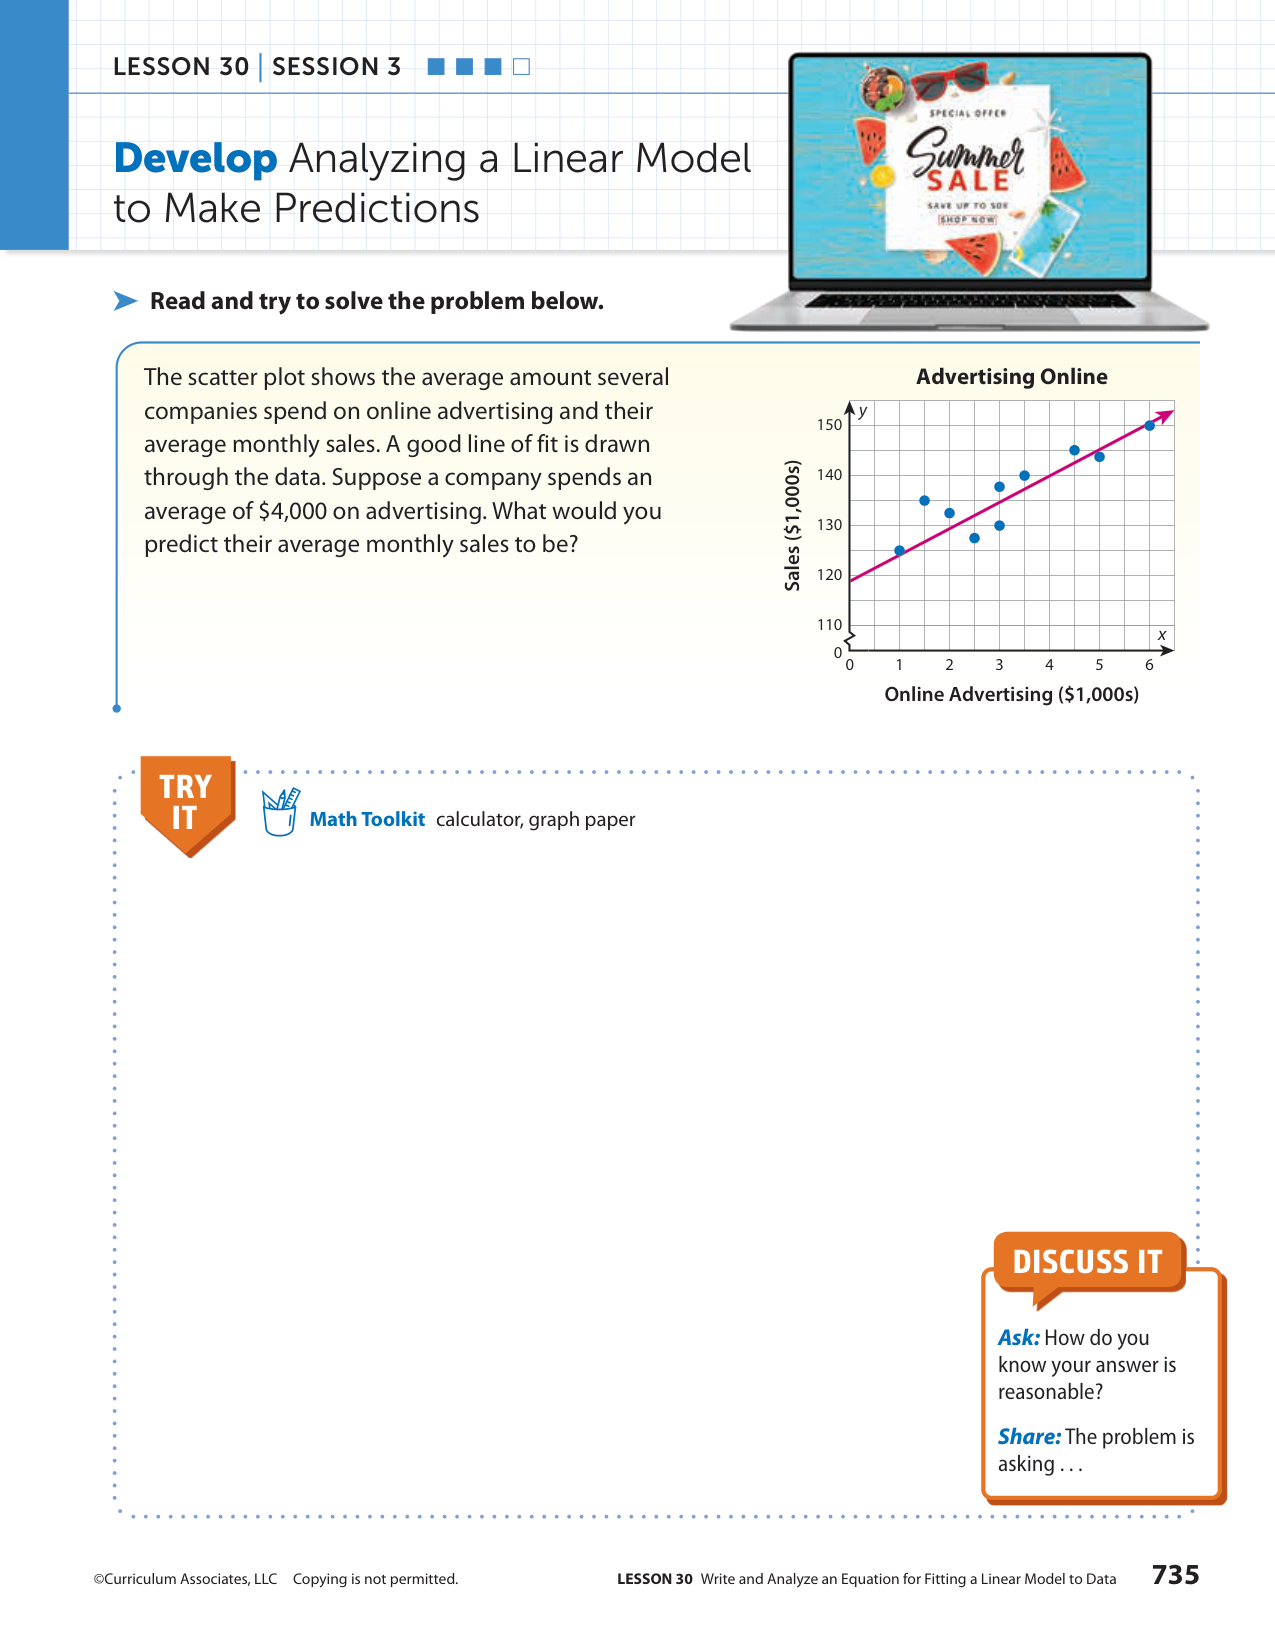 LESSON 30 | SESSION 3
SPECIAL OFFER
Summer
SALE
SAVE UP TO 50%
SHOP NOW
Develop Analyzing a Linear Model
to Make Predictions
Read and try to solve the problem below.
The scatter plot shows the average amount several
companies spend on online advertising and their
average monthly sales. A good line of fit is drawn
through the data. Suppose a company spends an
average of $4,000 on advertising. What would you
predict their average monthly sales to be?
Advertising Online
y
150
140
130
120
110
0
Sales ($1,000s)
x
0 1 2 3 4 5 6
Online Advertising ($1,000s)
TRY
IT
Math Toolkit calculator, graph paper
DISCUSS IT
Ask: How do you
know your answer is
reasonable?
Share: The problem is
asking . . .
©Curriculum Associates, LLC Copying is not permitted.
LESSON 30 Write and Analyze an Equation for Fitting a Linear Model to Data 735